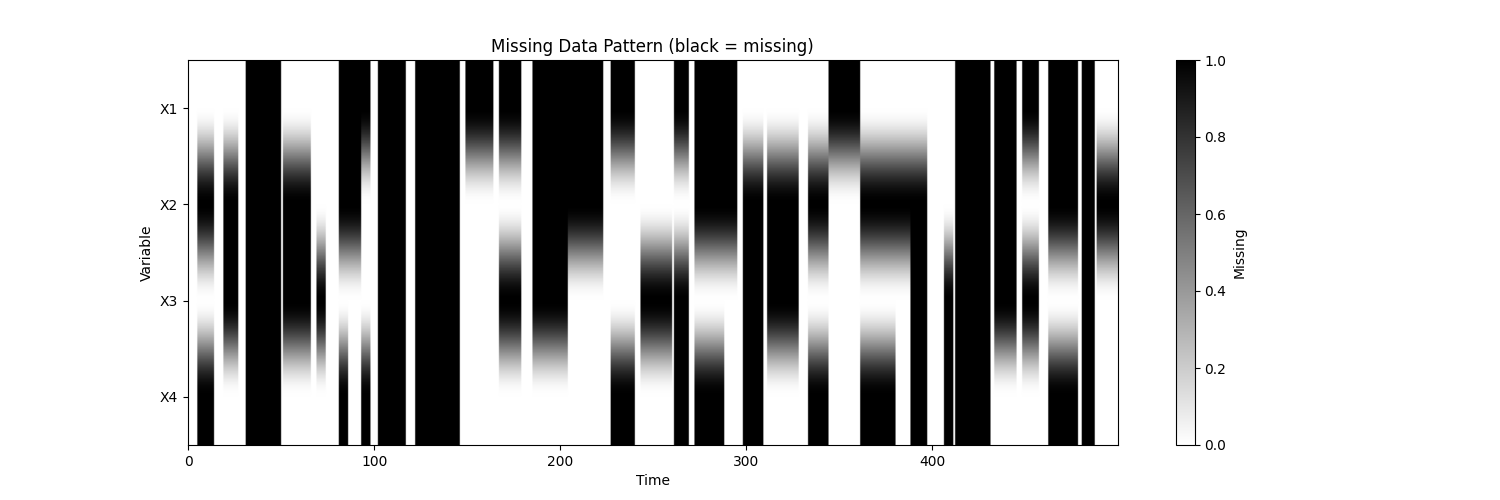 Missing Data Pattern (black = missing)
Variable
X1
X2
X3
X4
0 100 200 300 400
Time
1.0
0.8
0.6
0.4
0.2
0.0
Missing